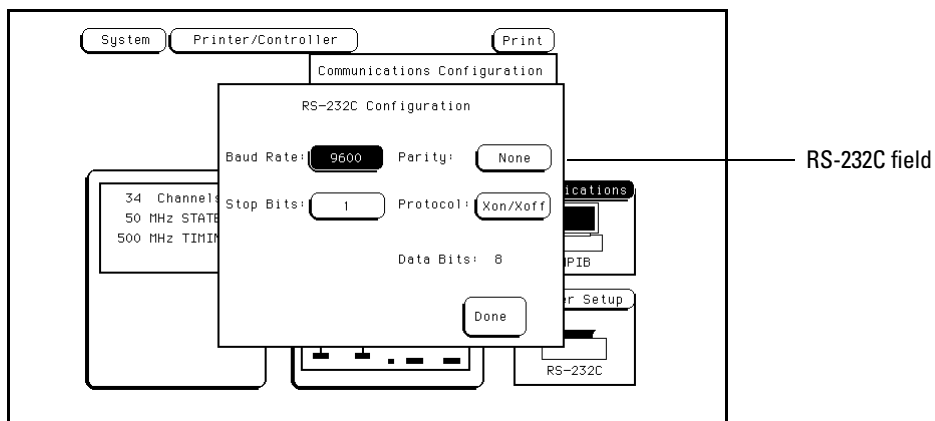 System Printer/Controller Print
Communications Configuration
RS-232C Configuration
Baud Rate: 9600 Parity: None
Stop Bits: 1 Protocol: Xon/Xoff
Data Bits: 8
Done
RS-232C field
34 Channels
50 MHz STATE
500 MHz TIMIN
ications
PIB
er Setup
RS-232C